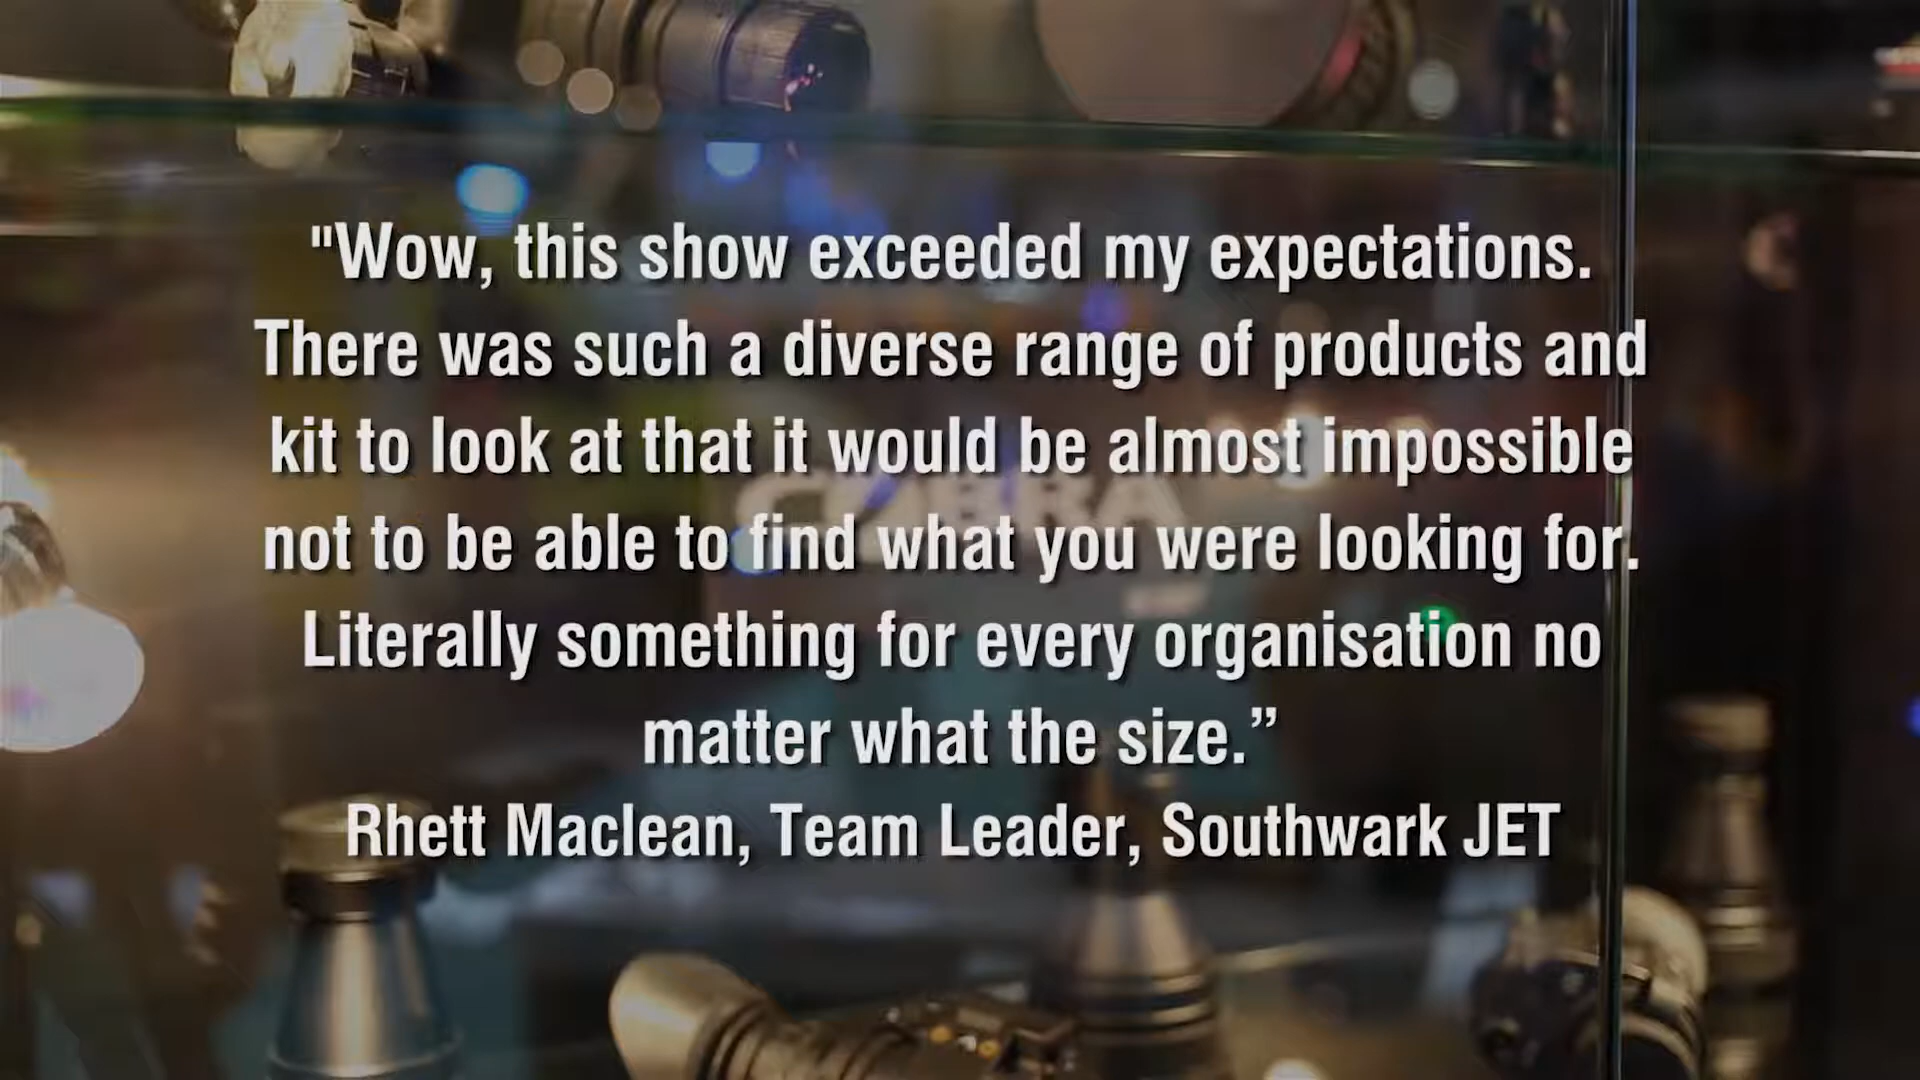 "Wow, this show exceeded my expectations.
There was such a diverse range of products and
kit to look at that it would be almost impossible
not to be able to find what you were looking for.
Literally something for every organisation no
matter what the size.”
Rhett Maclean, Team Leader, Southwark JET